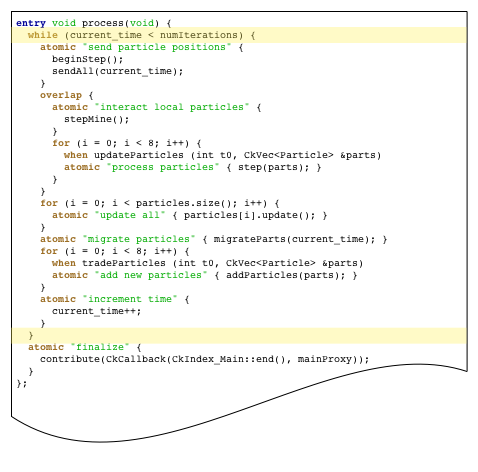 entry void process(void) {
  while (current_time < numIterations) {
    atomic "send particle positions" {
      beginStep();
      sendAll(current_time);
    }
    overlap {
      atomic "interact local particles" {
        stepMine();
      }
      for (i = 0; i < 8; i++) {
        when updateParticles (int t0, CkVec<Particle> &parts)
        atomic "process particles" { step(parts); }
      }
    }
    for (i = 0; i < particles.size(); i++) {
      atomic "update all" { particles[i].update(); }
    }
    atomic "migrate particles" { migrateParts(current_time); }
    for (i = 0; i < 8; i++) {
      when tradeParticles (int t0, CkVec<Particle> &parts)
      atomic "add new particles" { addParticles(parts); }
    }
    atomic "increment time" {
      current_time++;
    }
  }
  atomic "finalize" {
    contribute(CkCallback(CkIndex_Main::end(), mainProxy));
  }
};